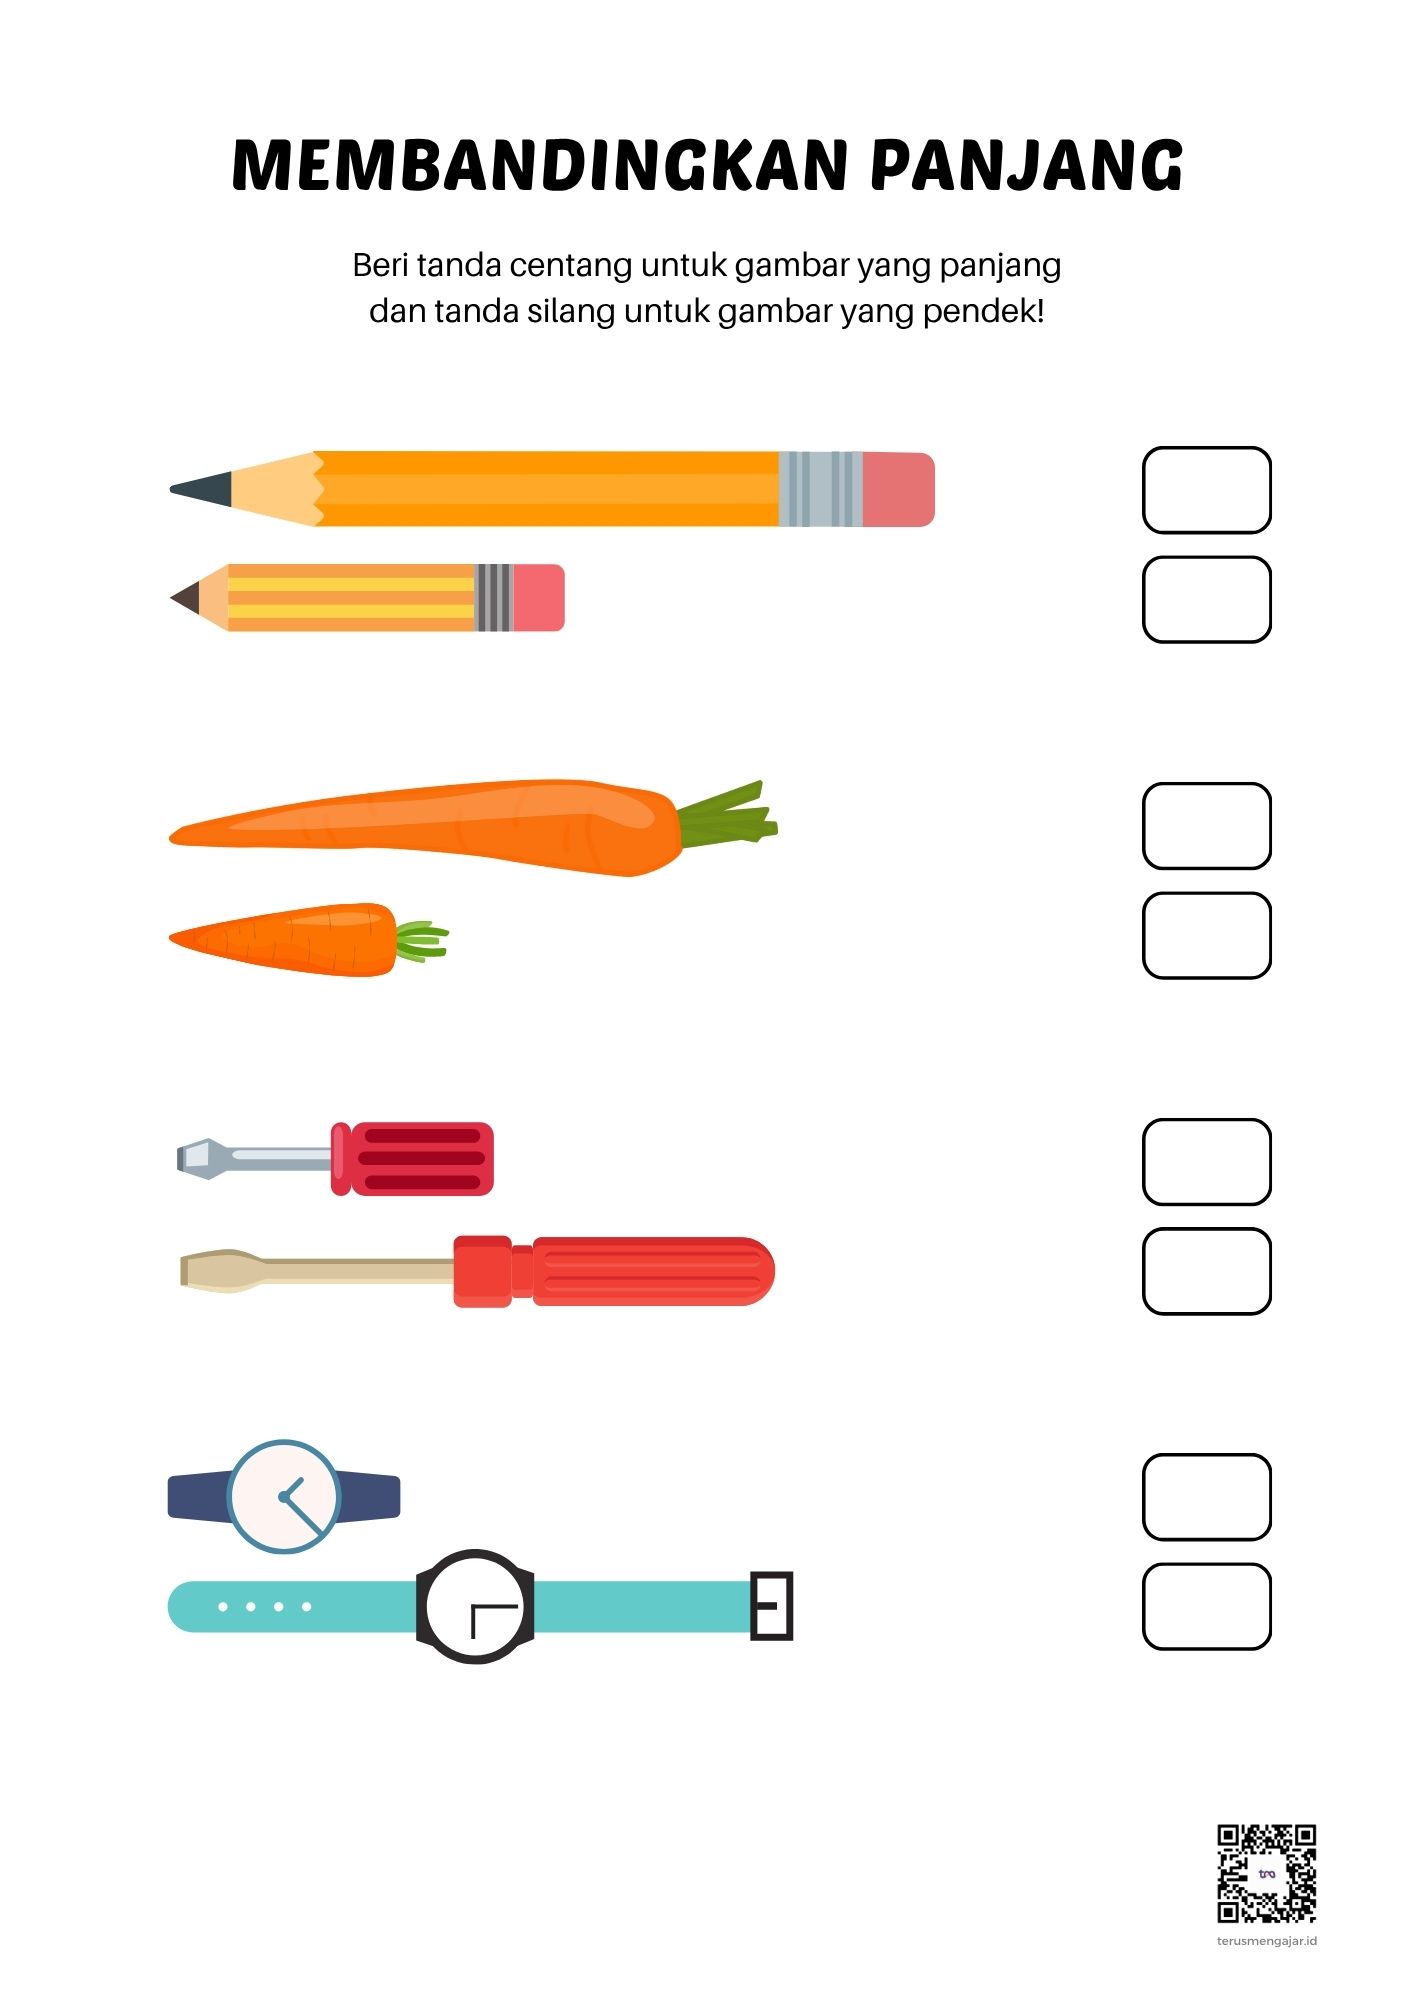 MEMBANDINGKAN PANJANG
Beri tanda centang untuk gambar yang panjang
dan tanda silang untuk gambar yang pendek!
terusmengajar.id